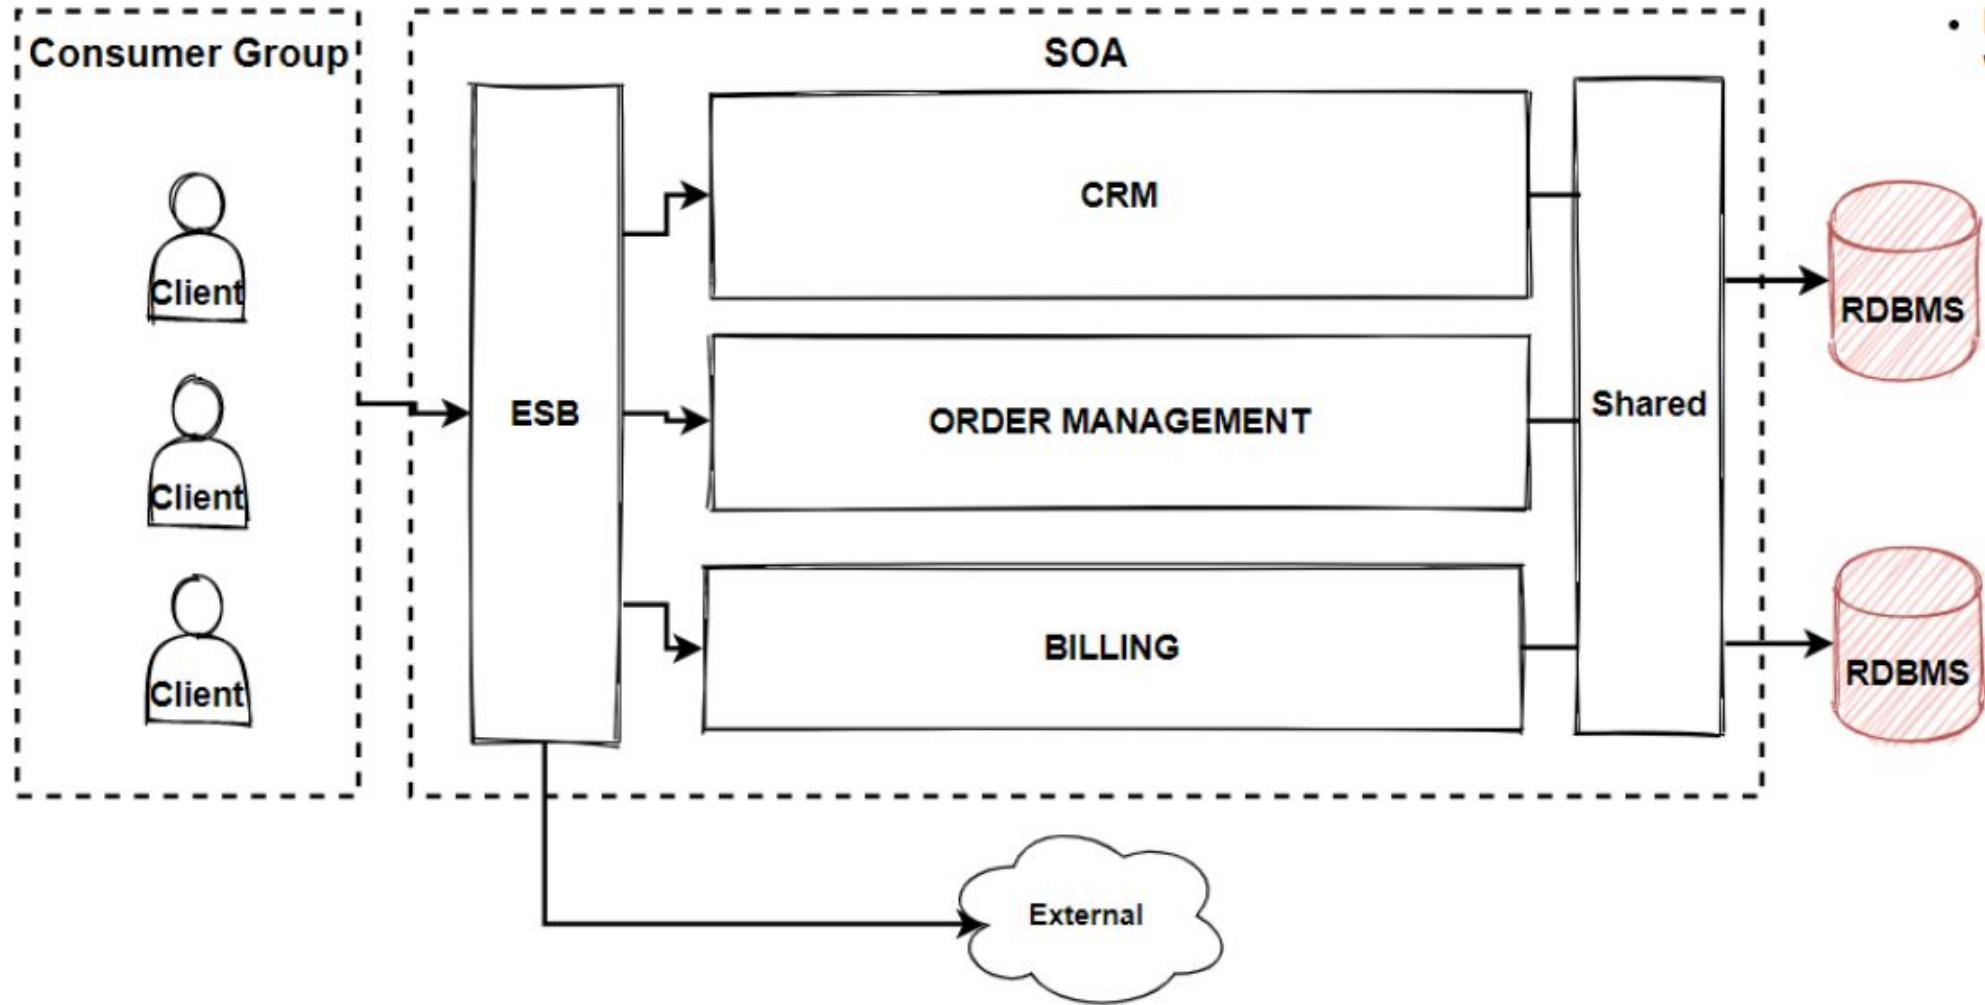 Consumer Group
SOA
Client
Client
Client
ESB
CRM
ORDER MANAGEMENT
BILLING
Shared
RDBMS
RDBMS
External